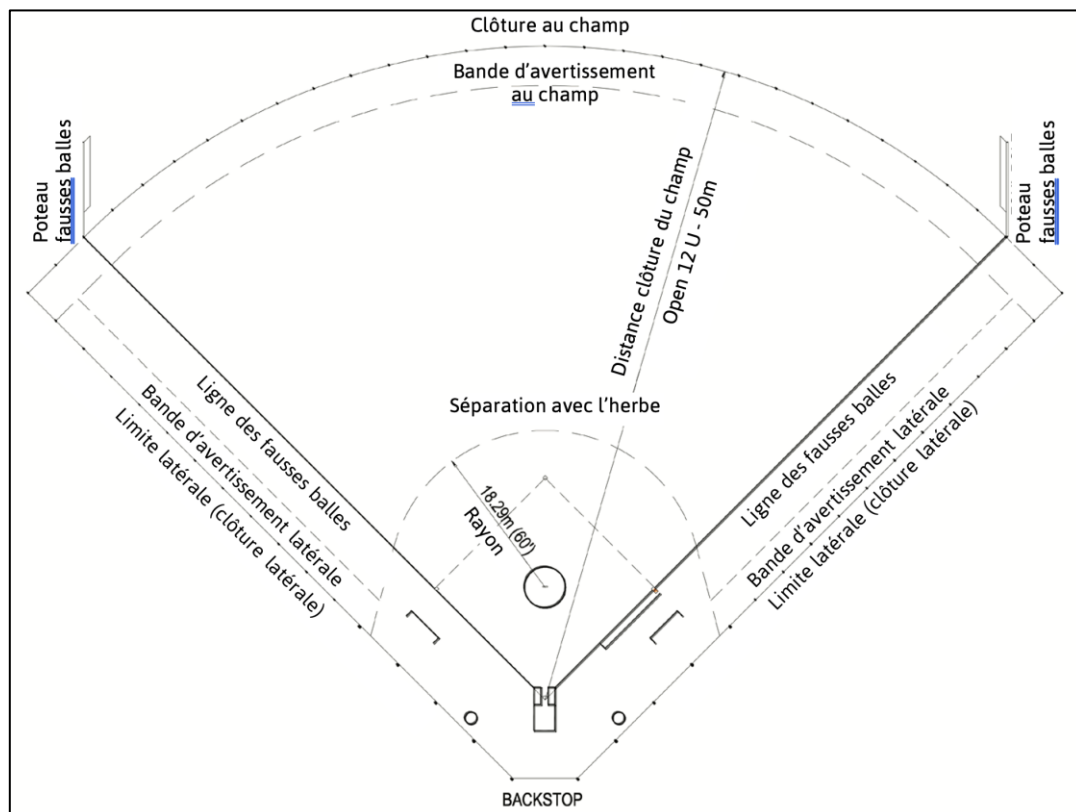 Clôture au champ
Bande d'avertissement
au champ
Poteau
fausses balles
Poteau
fausses balles
Distance clôture du champ
Open 12 U - 50m
Séparation avec l'herbe
18.29m (60')
Rayon
Ligne des fausses balles
Bande d'avertissement latérale
Limite latérale (clôture latérale)
Ligne des fausses balles
Bande d'avertissement latérale
Limite latérale (clôture latérale)
BACKSTOP